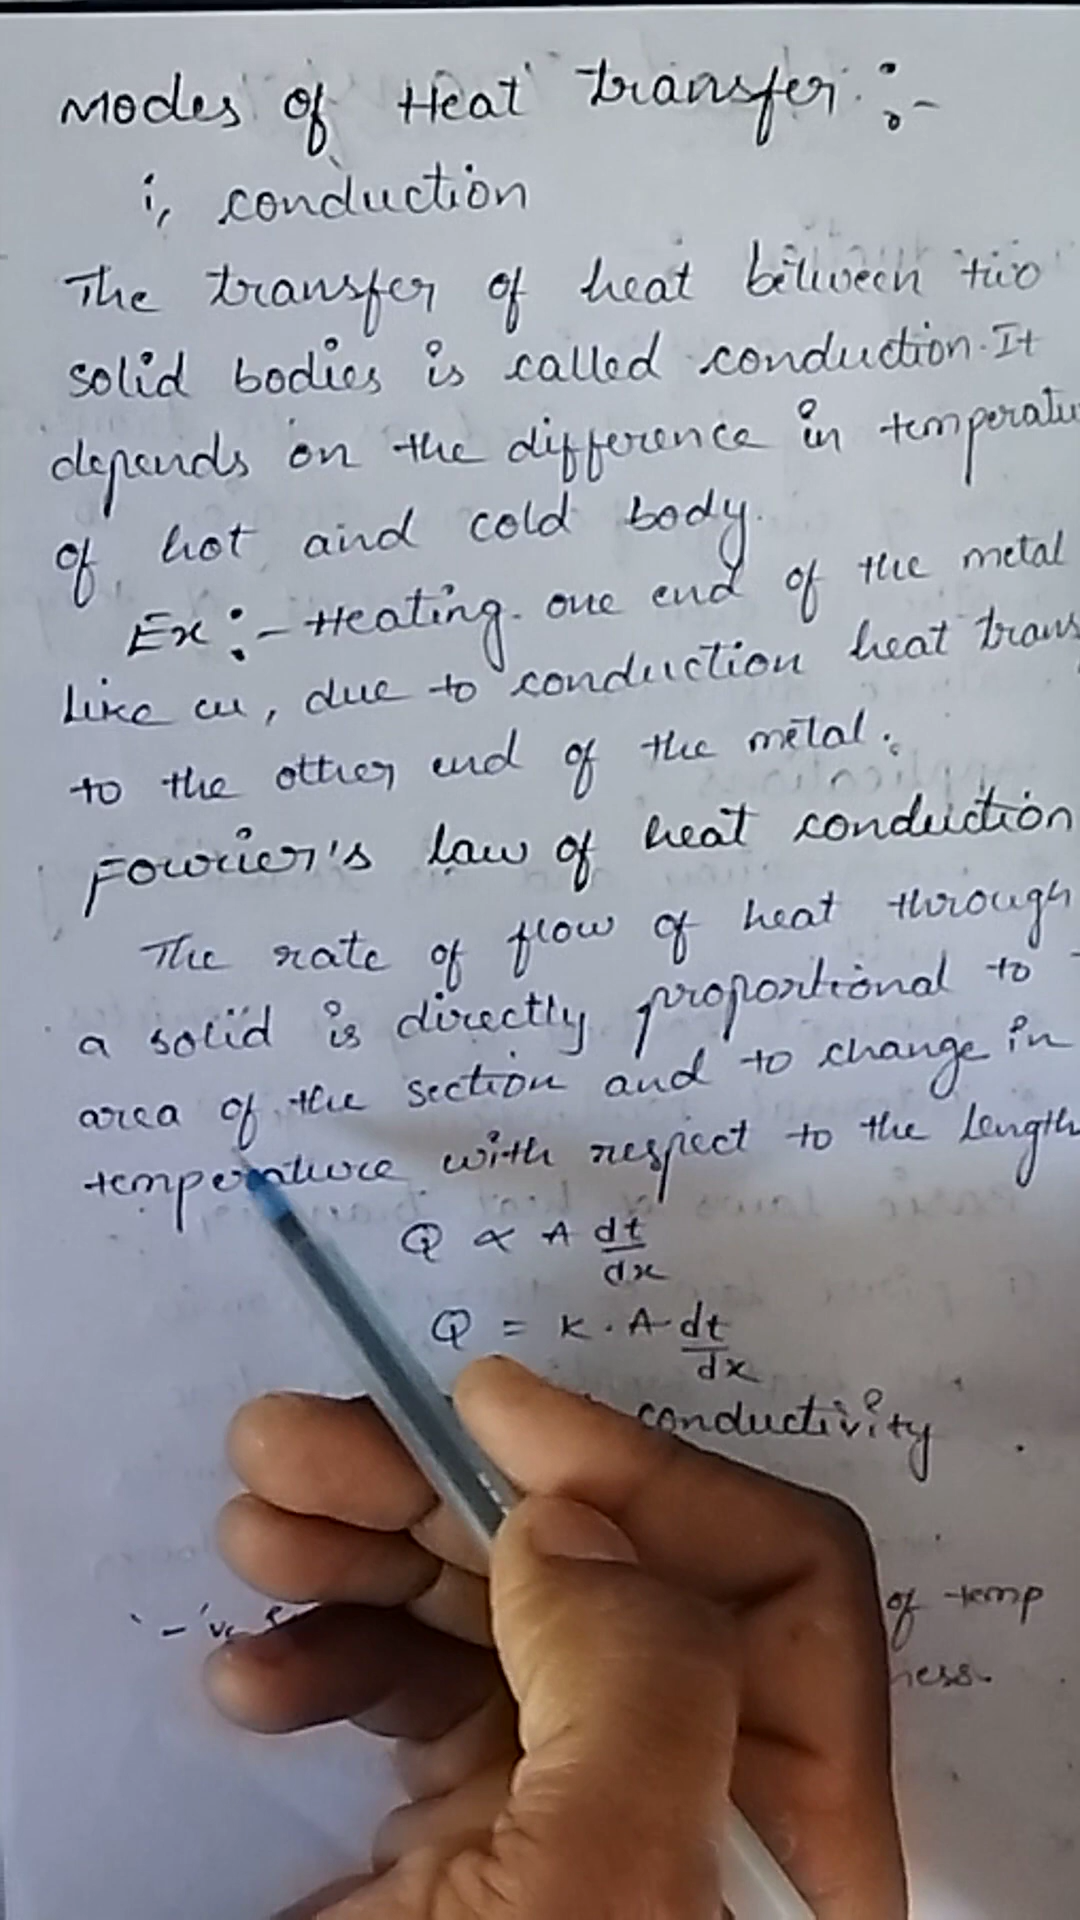 Modes of Heat transfer :-
i, conduction
The transfer of heat between two
solid bodies is called conduction. It
depends on the difference in temperatu
of hot and cold body.
Ex :- Heating one end of the metal
like cu, due to conduction heat trans
to the other end of the metal.
Fourier's law of heat conduction
The rate of flow of heat through
a solid is directly proportional to
area of the section and to change in
temperature with respect to the length
Q ∝ A dt/dx
Q = K . A dt/dx
conductivity
of temp
'-'ve
ness.